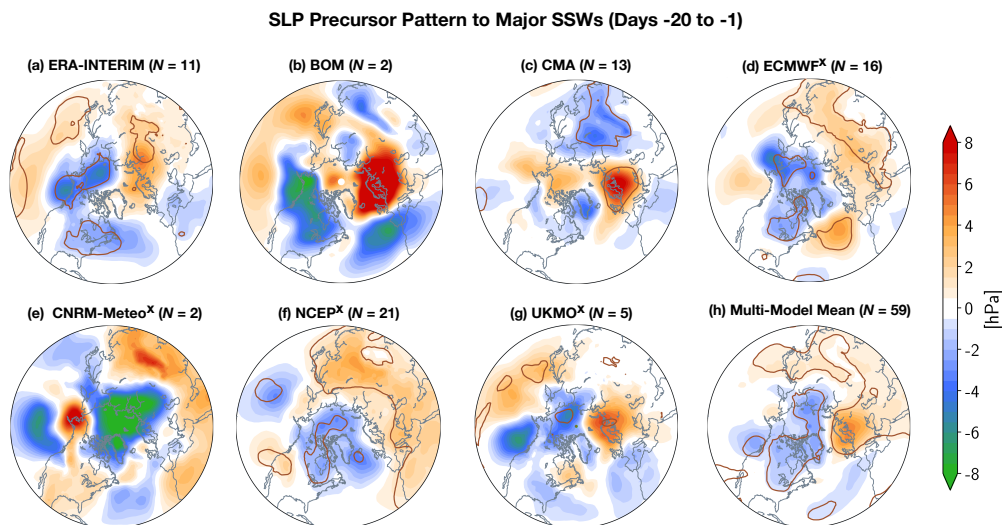 SLP Precursor Pattern to Major SSWs (Days -20 to -1)
(a) ERA-INTERIM (N = 11)
(b) BOM (N = 2)
(c) CMA (N = 13)
(d) ECMWFˣ (N = 16)
(e) CNRM-Meteoˣ (N = 2)
(f) NCEPˣ (N = 21)
(g) UKMOˣ (N = 5)
(h) Multi-Model Mean (N = 59)
8
6
4
2
0
-2
-4
-6
-8
[hPa]